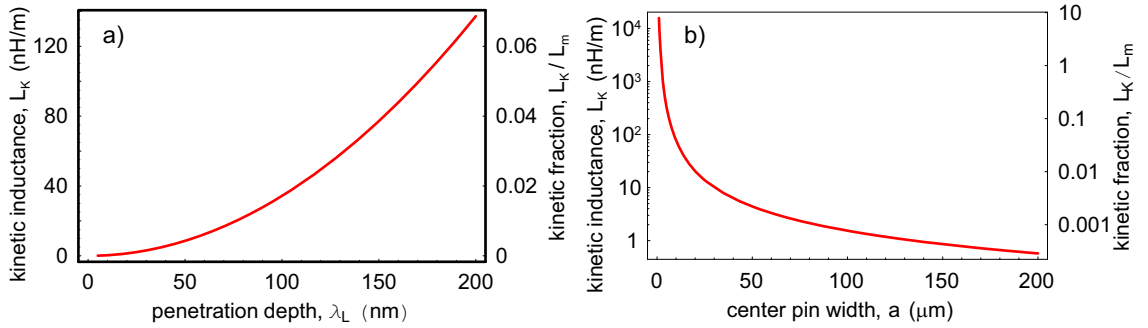 a)
kinetic inductance, L_K (nH/m)
120
80
40
0
0.06
0.04
0.02
0
kinetic fraction, L_K / L_m
0 50 100 150 200
penetration depth, λ_L (nm)
b)
kinetic inductance, L_K (nH/m)
10^4
10^3
10^2
10
1
10
1
0.1
0.01
0.001
kinetic fraction, L_K/L_m
0 50 100 150 200
center pin width, a (μm)